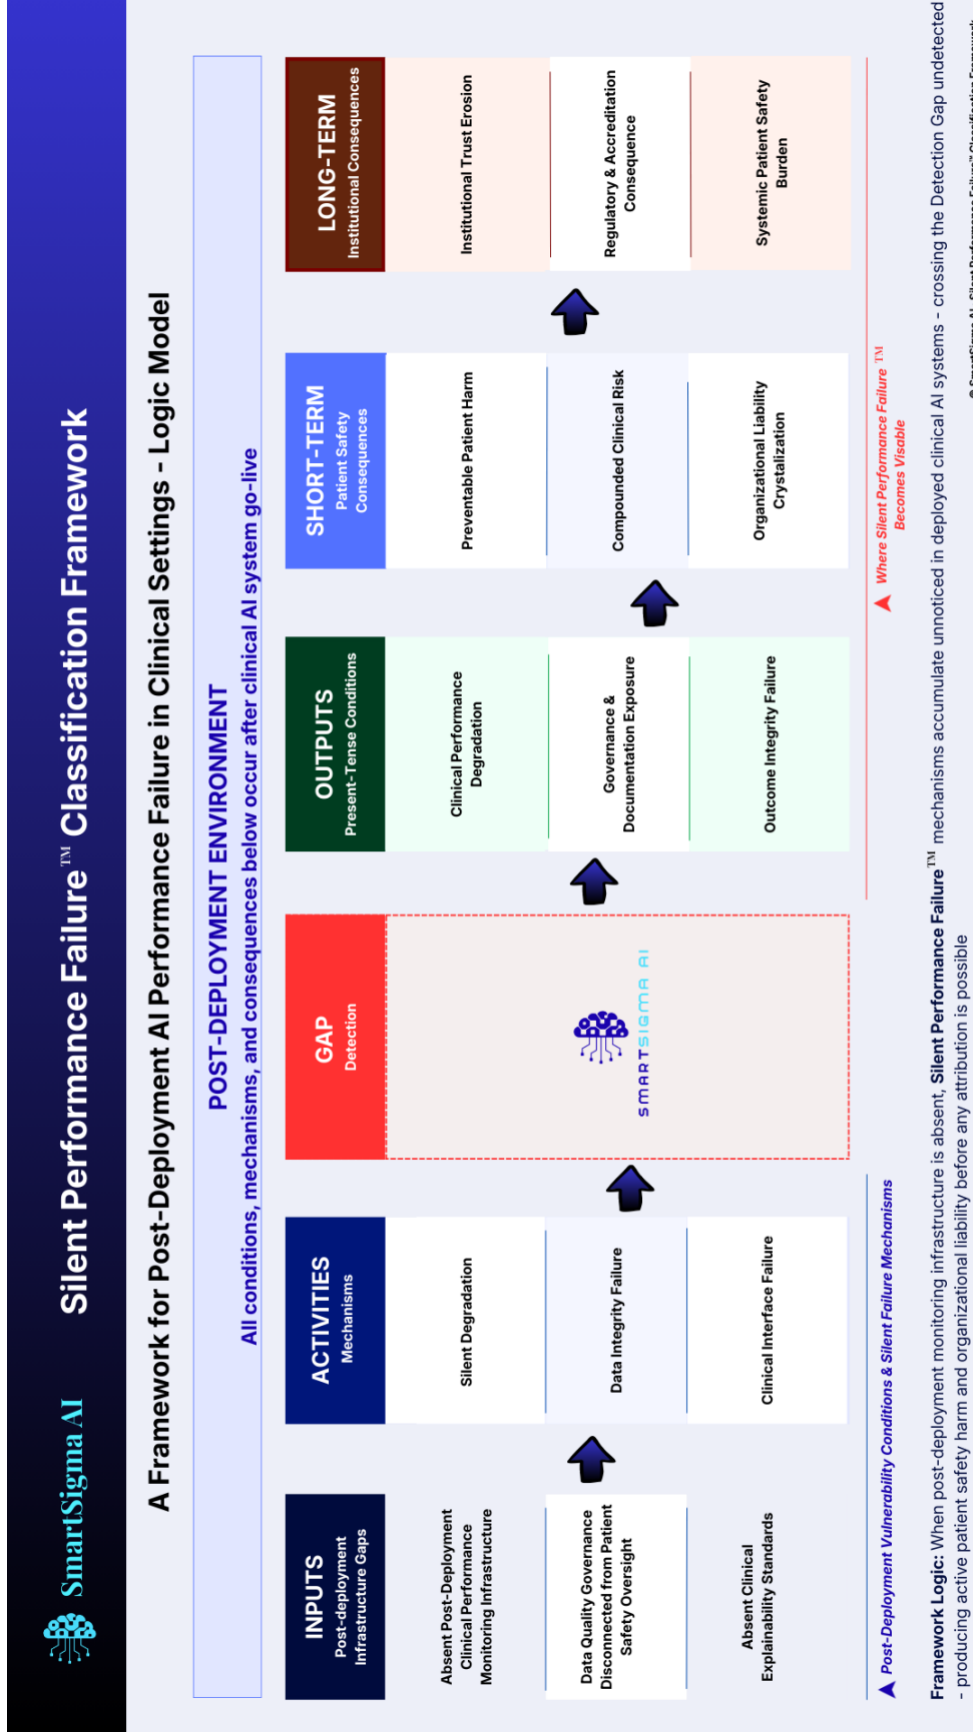 SmartSigma AI
Silent Performance Failure™ Classification Framework
A Framework for Post-Deployment AI Performance Failure in Clinical Settings - Logic Model
POST-DEPLOYMENT ENVIRONMENT
All conditions, mechanisms, and consequences below occur after clinical AI system go-live
INPUTS
Post-deployment
Infrastructure Gaps
Absent Post-Deployment
Clinical Performance
Monitoring Infrastructure
Data Quality Governance
Disconnected from Patient
Safety Oversight
Absent Clinical
Explainability Standards
ACTIVITIES
Mechanisms
Silent Degradation
Data Integrity Failure
Clinical Interface Failure
GAP
Detection
SMARTSIGMA AI
OUTPUTS
Present-Tense Conditions
Clinical Performance
Degradation
Governance &
Documentation Exposure
Outcome Integrity Failure
SHORT-TERM
Patient Safety
Consequences
Preventable Patient Harm
Compounded Clinical Risk
Organizational Liability
Crystalization
LONG-TERM
Institutional Consequences
Institutional Trust Erosion
Regulatory & Accreditation
Consequence
Systemic Patient Safety
Burden
Post-Deployment Vulnerability Conditions & Silent Failure Mechanisms
Where Silent Performance Failure ™
Becomes Visable
Framework Logic: When post-deployment monitoring infrastructure is absent, Silent Performance Failure™ mechanisms accumulate unnoticed in deployed clinical AI systems - crossing the Detection Gap undetected
- producing active patient safety harm and organizational liability before any attribution is possible